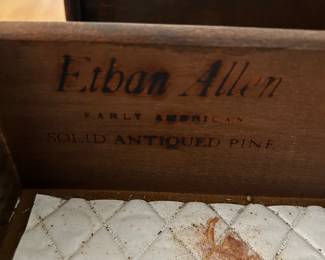 Ethan Allen
EARLY AMERICAN
SOLID ANTIQUED PINE